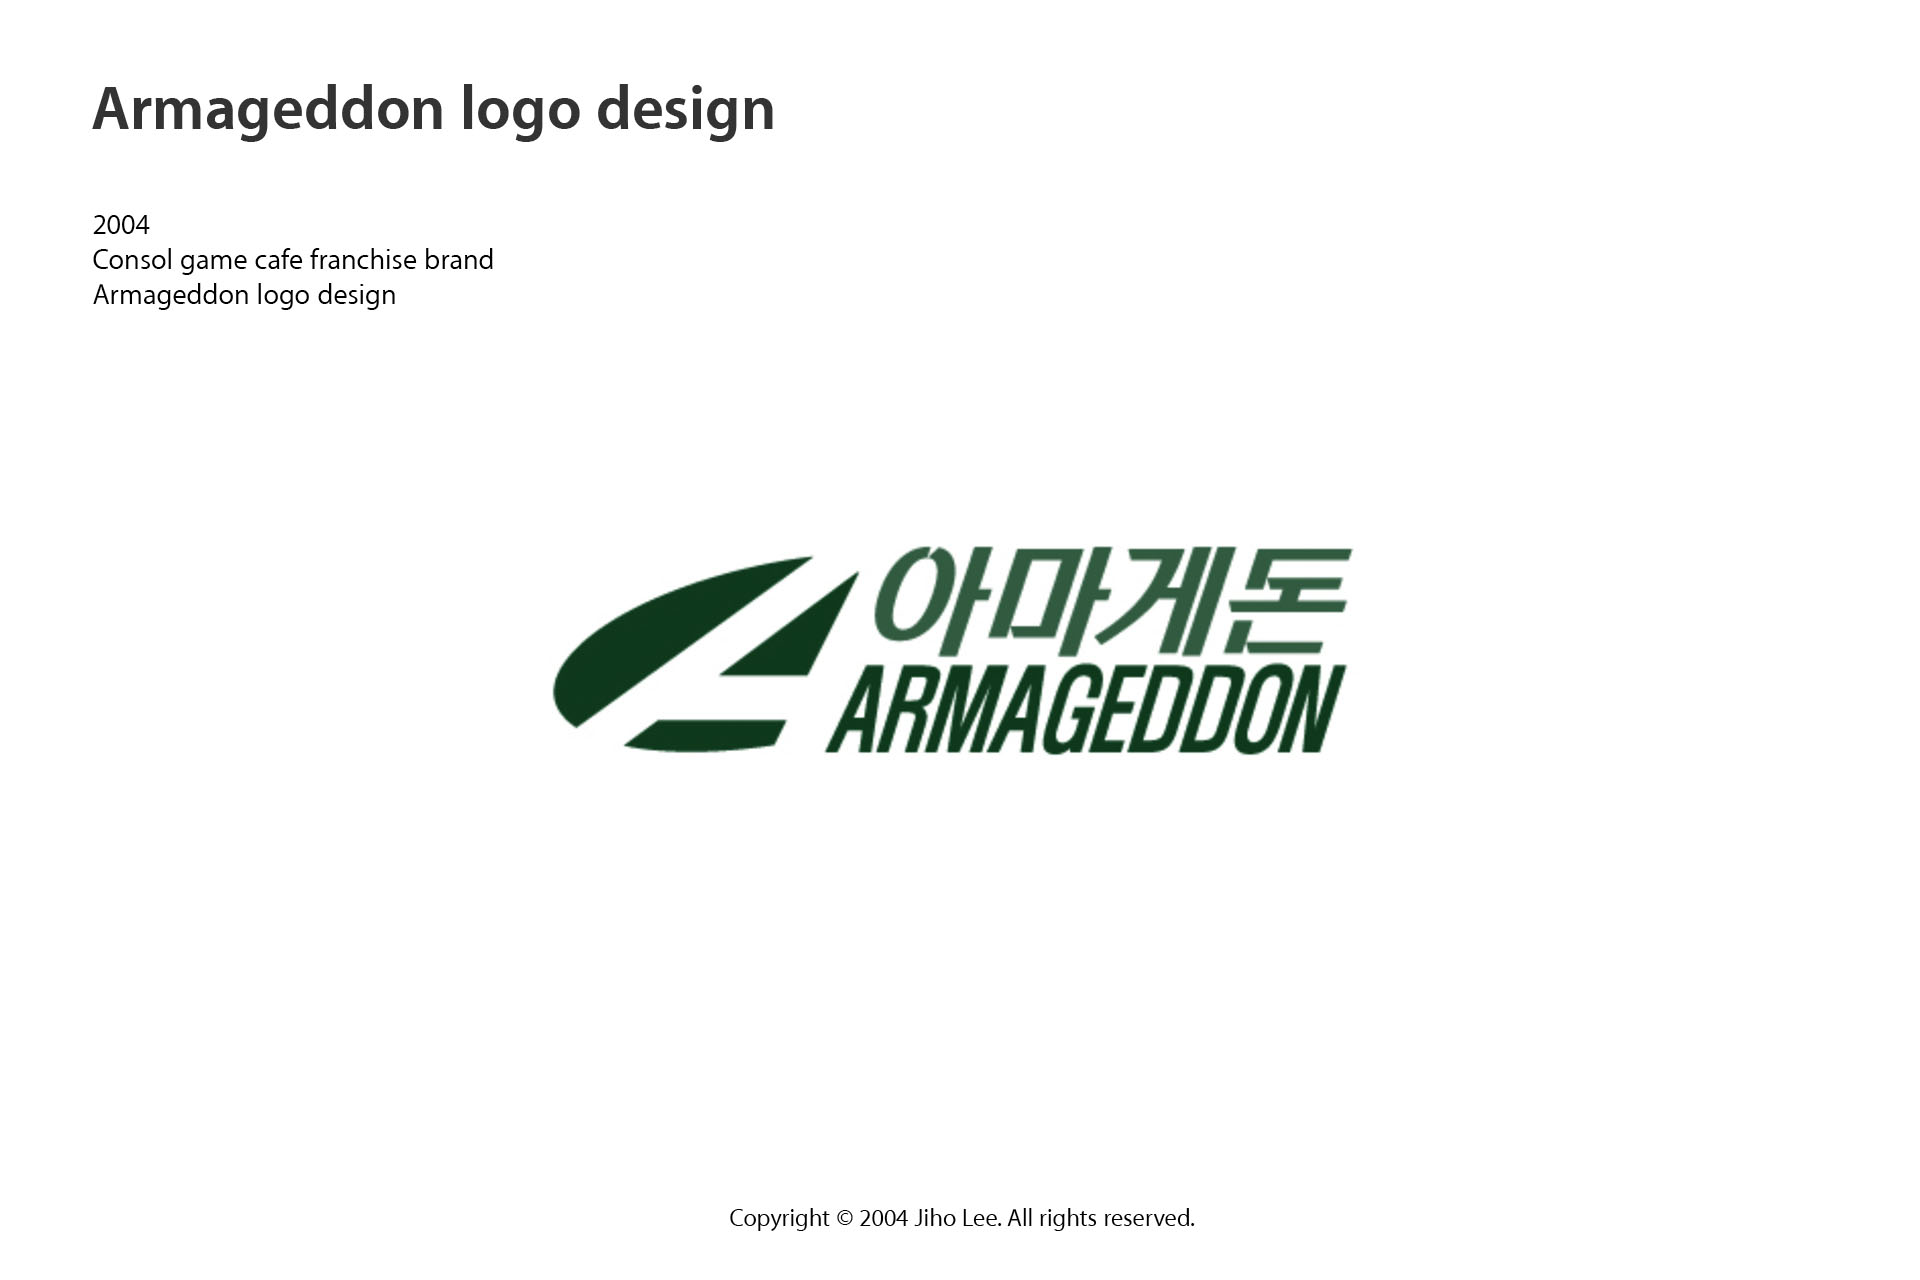 Armageddon logo design
2004
Consol game cafe franchise brand
Armageddon logo design
아마게돈
ARMAGEDDON
Copyright © 2004 Jiho Lee. All rights reserved.